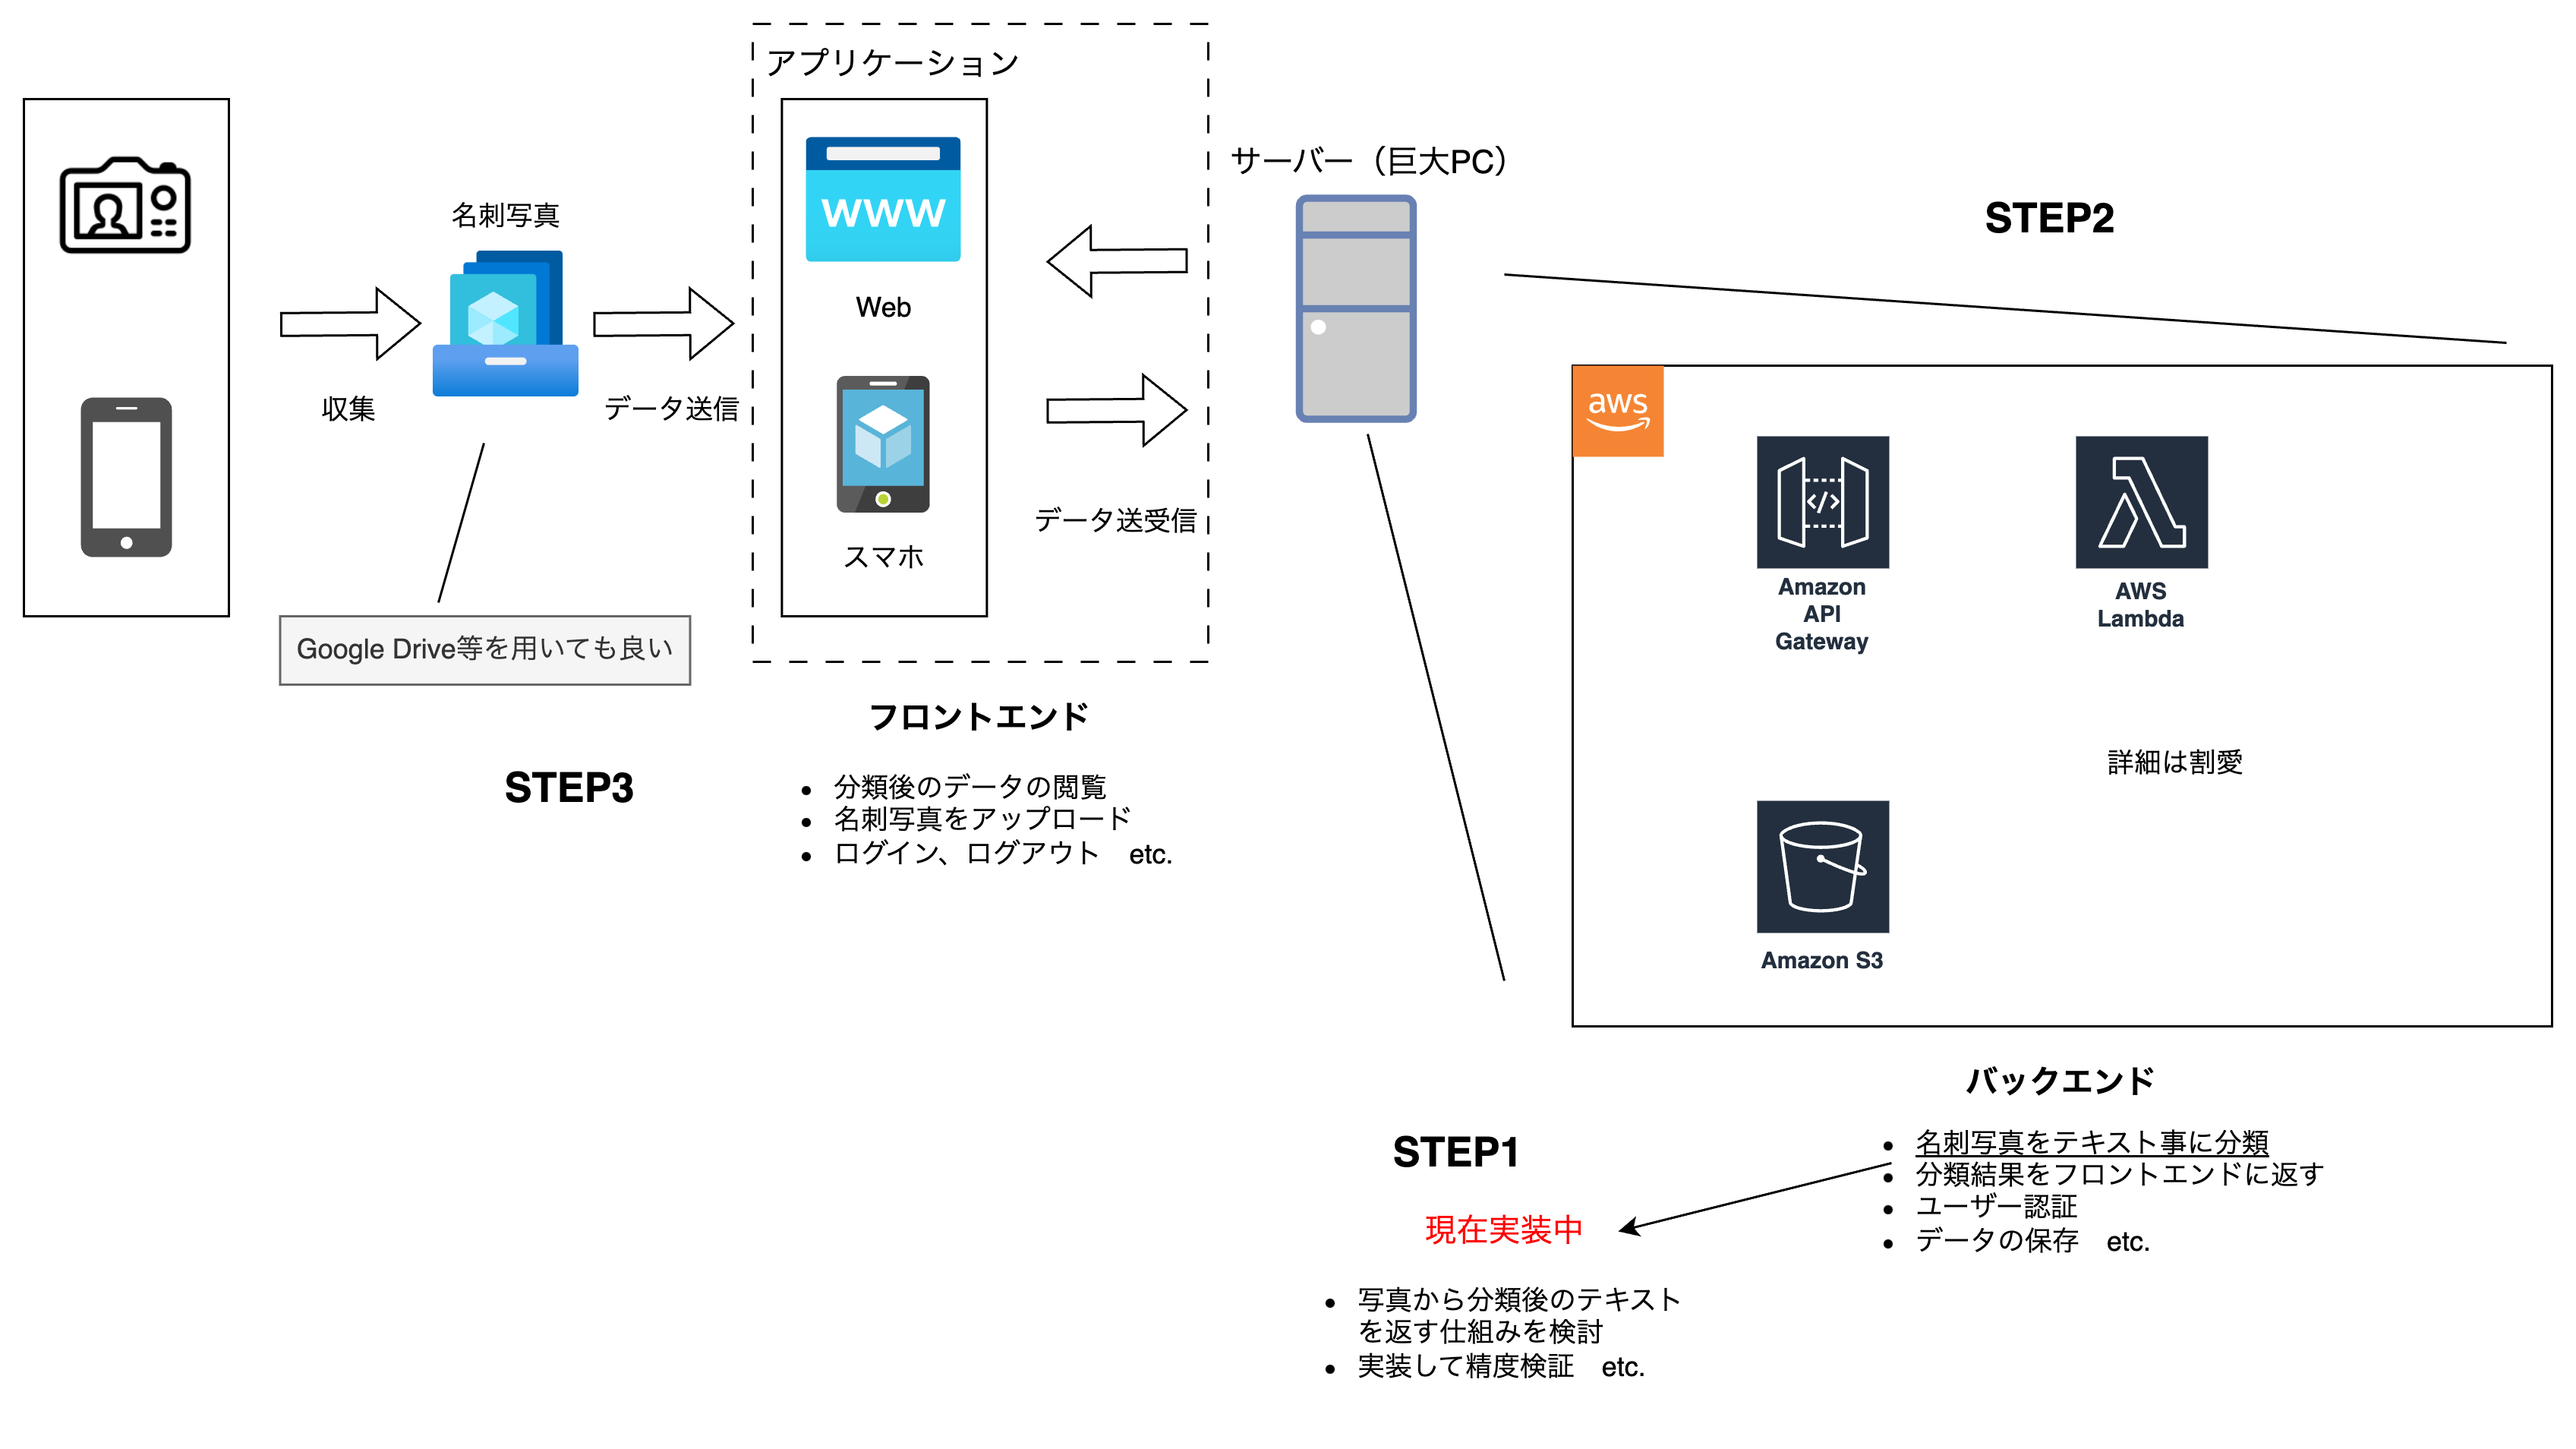 アプリケーション
WWW
Web
スマホ
名刺写真
収集
データ送信
Google Drive等を用いても良い
STEP3
データ送受信
フロントエンド
分類後のデータの閲覧
名刺写真をアップロード
ログイン、ログアウト　etc.
サーバー（巨大PC）
STEP2
aws
Amazon
API
Gateway
AWS
Lambda
詳細は割愛
Amazon S3
バックエンド
名刺写真をテキスト事に分類
分類結果をフロントエンドに返す
ユーザー認証
データの保存　etc.
STEP1
現在実装中
写真から分類後のテキスト
を返す仕組みを検討
実装して精度検証　etc.